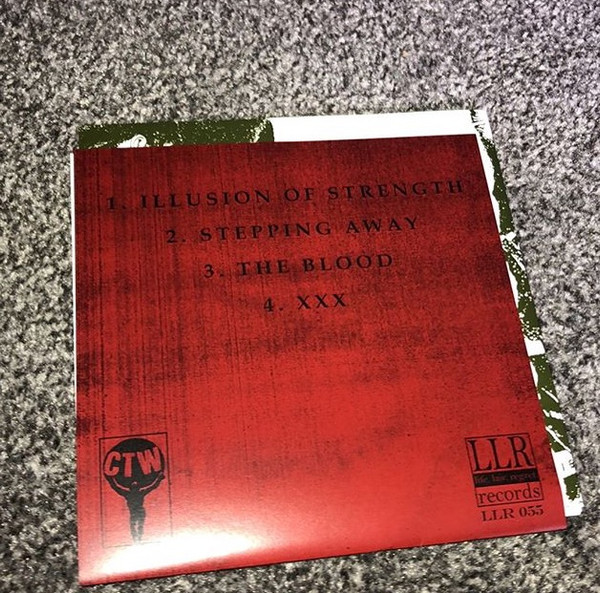 1. ILLUSION OF STRENGTH
2. STEPPING AWAY
3. THE BLOOD
4. XXX
CTW
LLR
life. lair. regret.
records
LLR 055